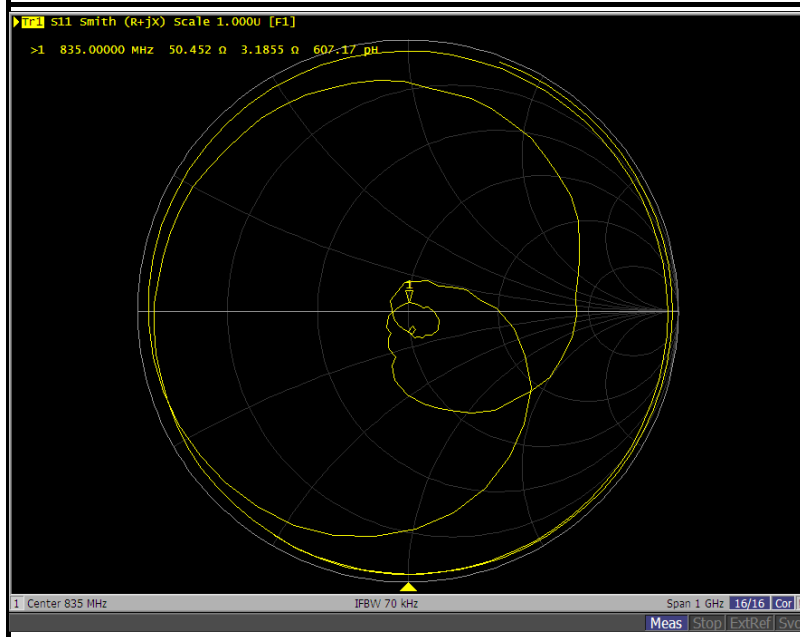 Tr1 S11 Smith (R+jX) Scale 1.000U [F1]
>1 835.00000 MHz 50.452 Ω 3.1855 Ω 607.17 pH
1
1 Center 835 MHz IFBW 70 kHz Span 1 GHz 16/16 Cor
Meas Stop ExtRef Svc